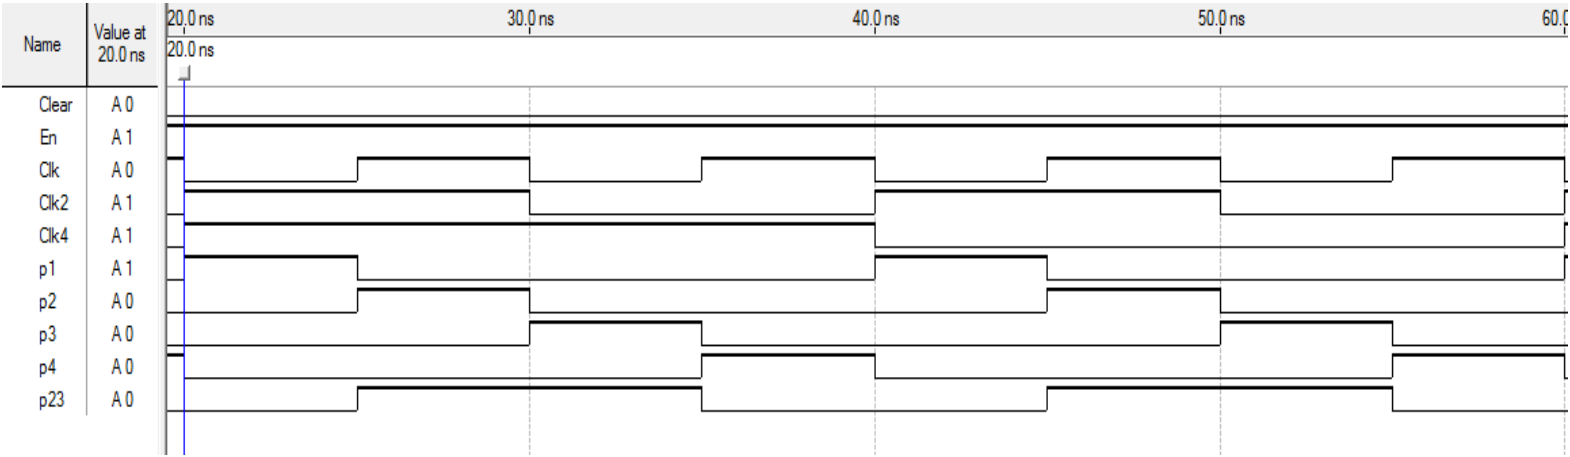 Name Value at 20.0 ns
20.0 ns 30.0 ns 40.0 ns 50.0 ns 60.0
20.0 ns
Clear A 0
En A 1
Clk A 0
Clk2 A 1
Clk4 A 1
p1 A 1
p2 A 0
p3 A 0
p4 A 0
p23 A 0